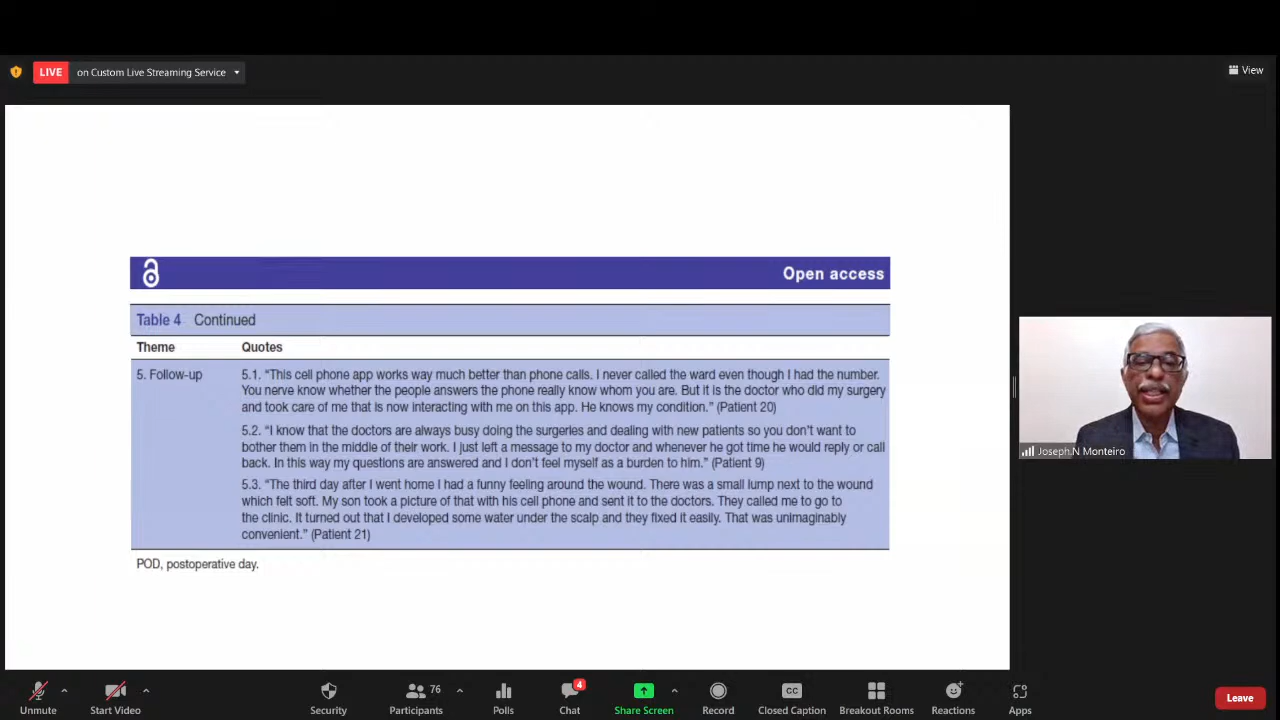 LIVE on Custom Live Streaming Service
View
Open access
Table 4 Continued
Theme Quotes
5. Follow-up 5.1. “This cell phone app works way much better than phone calls. I never called the ward even though I had the number.
You nerve know whether the people answers the phone really know whom you are. But it is the doctor who did my surgery
and took care of me that is now interacting with me on this app. He knows my condition.” (Patient 20)
5.2. “I know that the doctors are always busy doing the surgeries and dealing with new patients so you don’t want to
bother them in the middle of their work. I just left a message to my doctor and whenever he got time he would reply or call
back. In this way my questions are answered and I don’t feel myself as a burden to him.” (Patient 9)
5.3. “The third day after I went home I had a funny feeling around the wound. There was a small lump next to the wound
which felt soft. My son took a picture of that with his cell phone and sent it to the doctors. They called me to go to
the clinic. It turned out that I developed some water under the scalp and they fixed it easily. That was unimaginably
convenient.” (Patient 21)
POD, postoperative day.
Joseph.N Monteiro
76
4
CC
Unmute Start Video Security Participants Polls Chat Share Screen Record Closed Caption Breakout Rooms Reactions Apps Leave